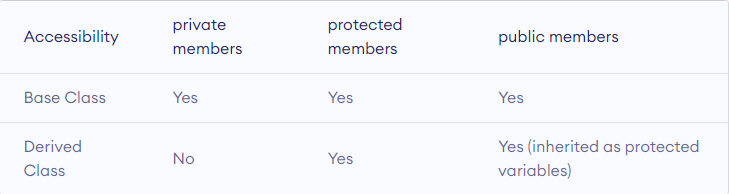 Accessibility
private
members
protected
members
public members
Base Class
Yes
Yes
Yes
Derived
Class
No
Yes
Yes (inherited as protected
variables)